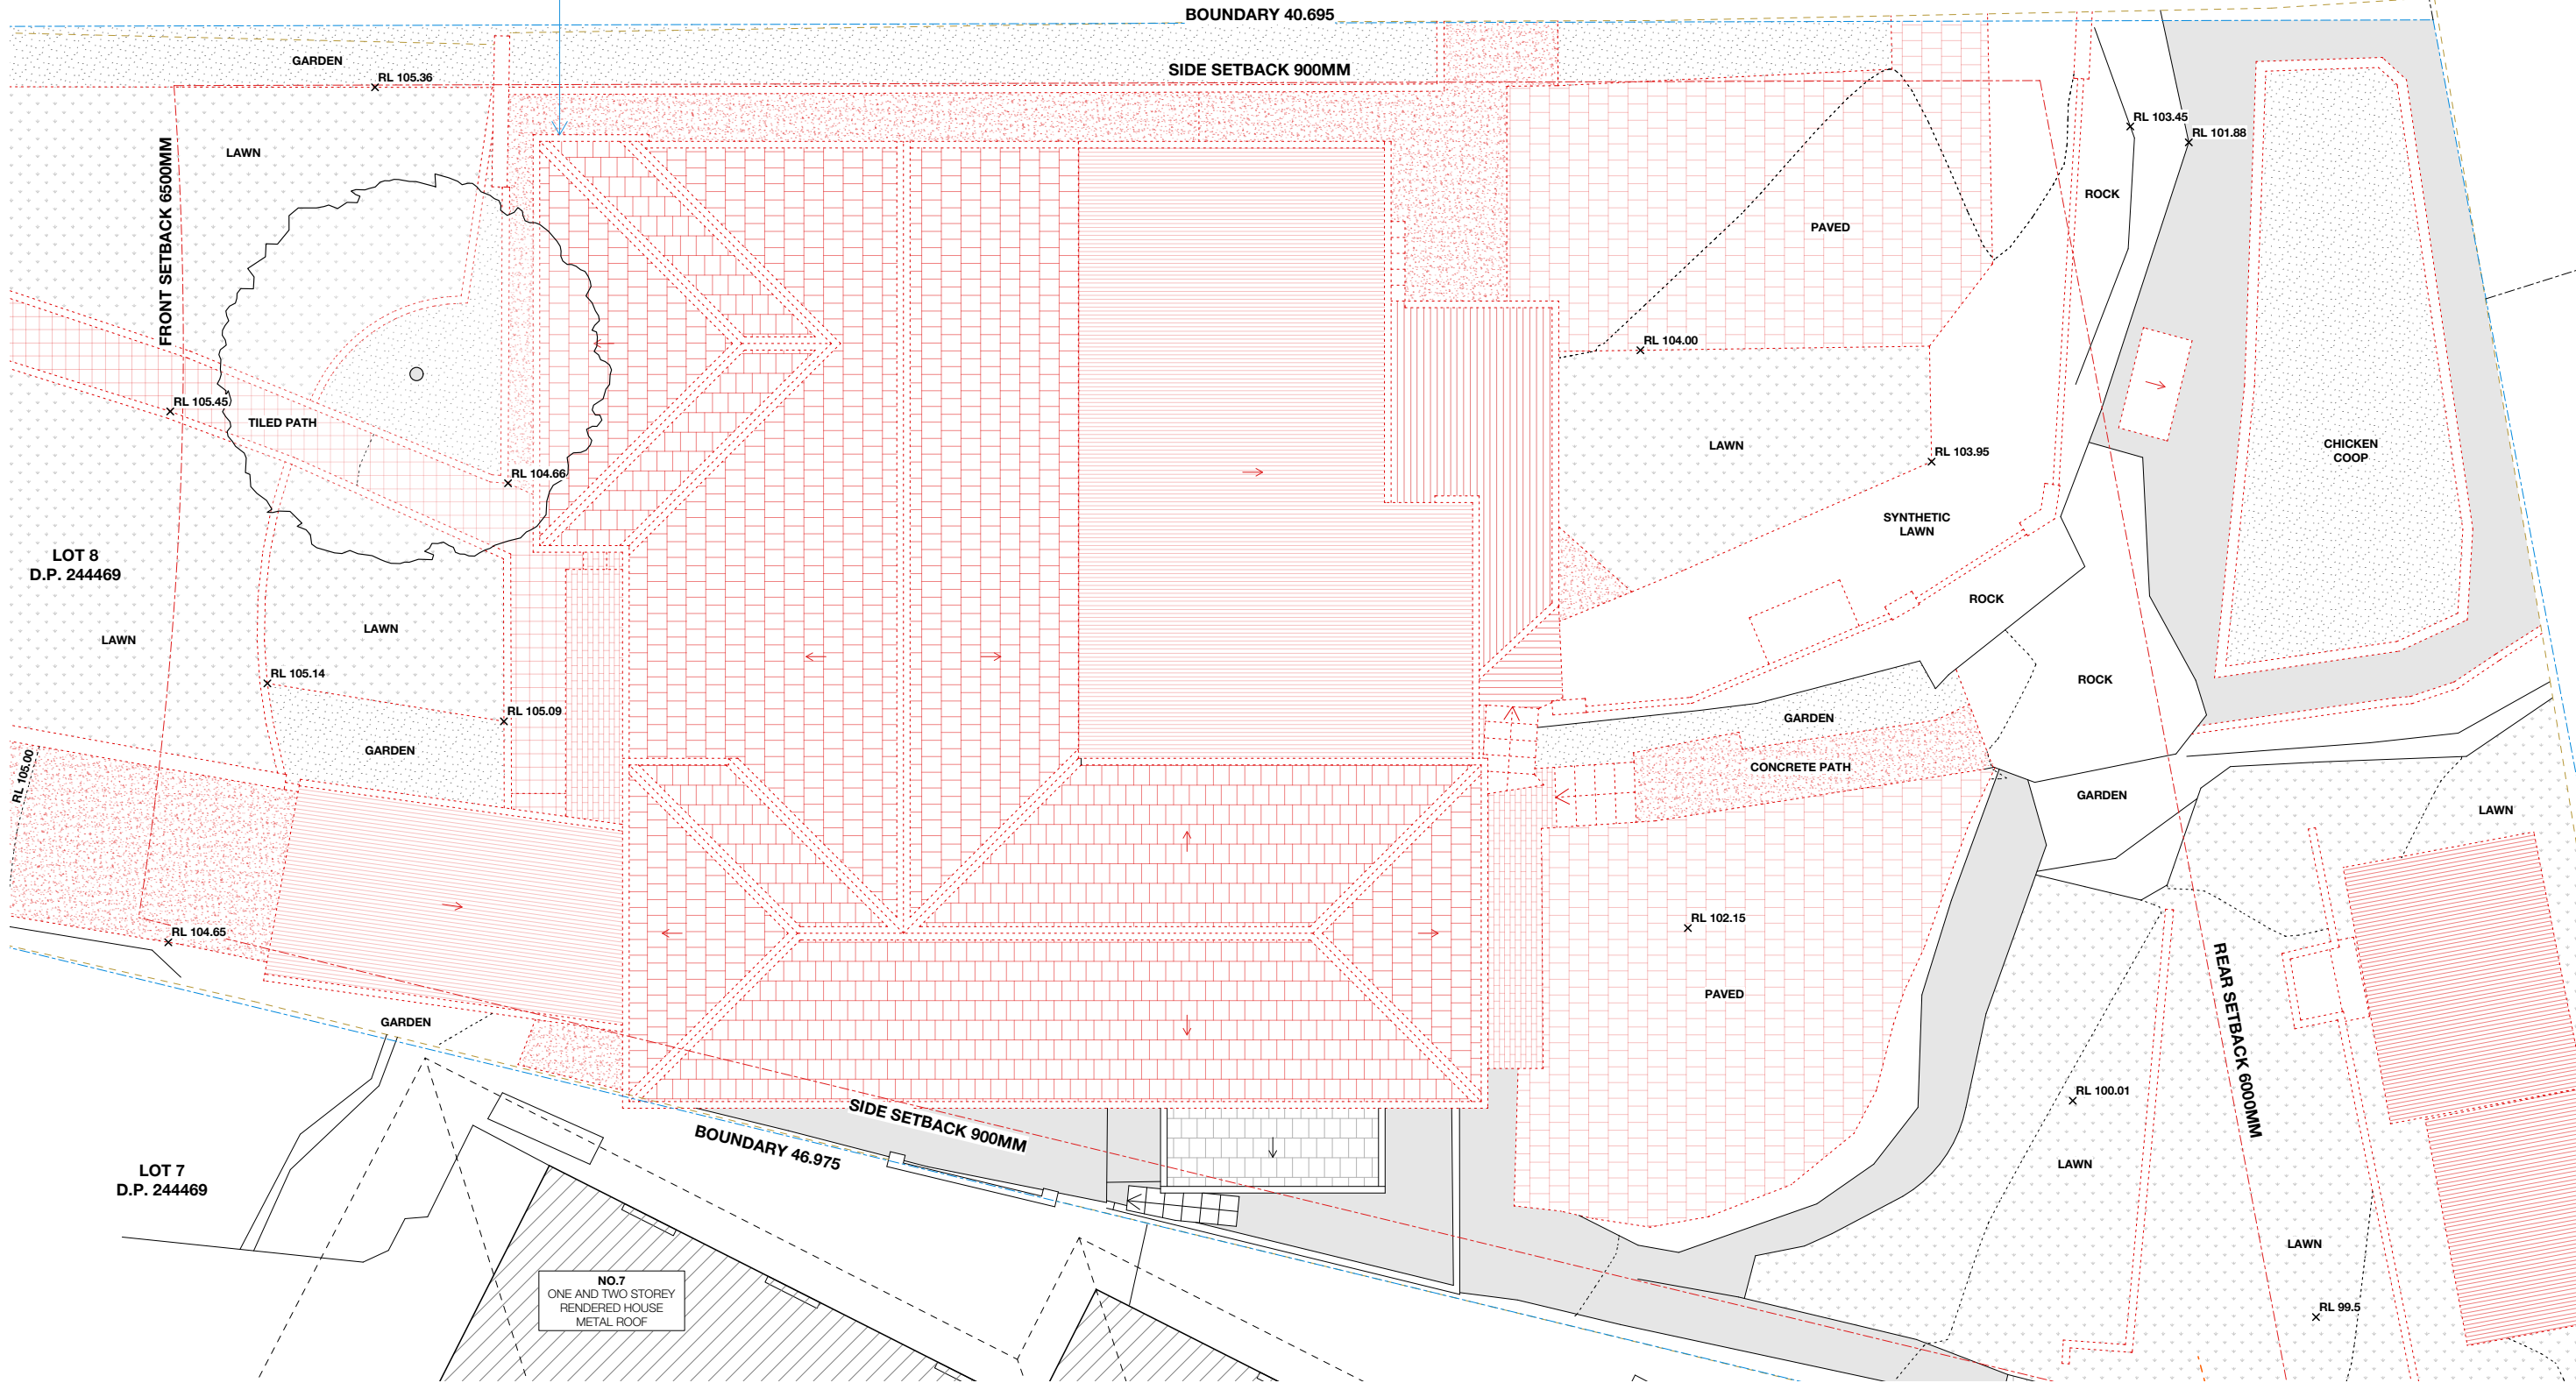 BOUNDARY 40.695
GARDEN
SIDE SETBACK 900MM
RL 105.36
RL 103.45
RL 101.88
FRONT SETBACK 6500MM
LAWN
ROCK
PAVED
RL 104.00
RL 105.45
TILED PATH
LAWN
CHICKEN
COOP
RL 103.95
RL 104.66
SYNTHETIC
LAWN
LOT 8
D.P. 244469
ROCK
LAWN
LAWN
RL 105.14
ROCK
RL 105.09
GARDEN
GARDEN
CONCRETE PATH
RL 105.00
GARDEN
LAWN
RL 102.15
RL 104.65
PAVED
REAR SETBACK 6000MM
GARDEN
RL 100.01
SIDE SETBACK 900MM
BOUNDARY 46.975
LAWN
LOT 7
D.P. 244469
LAWN
NO.7
ONE AND TWO STOREY
RENDERED HOUSE
METAL ROOF
RL 99.5